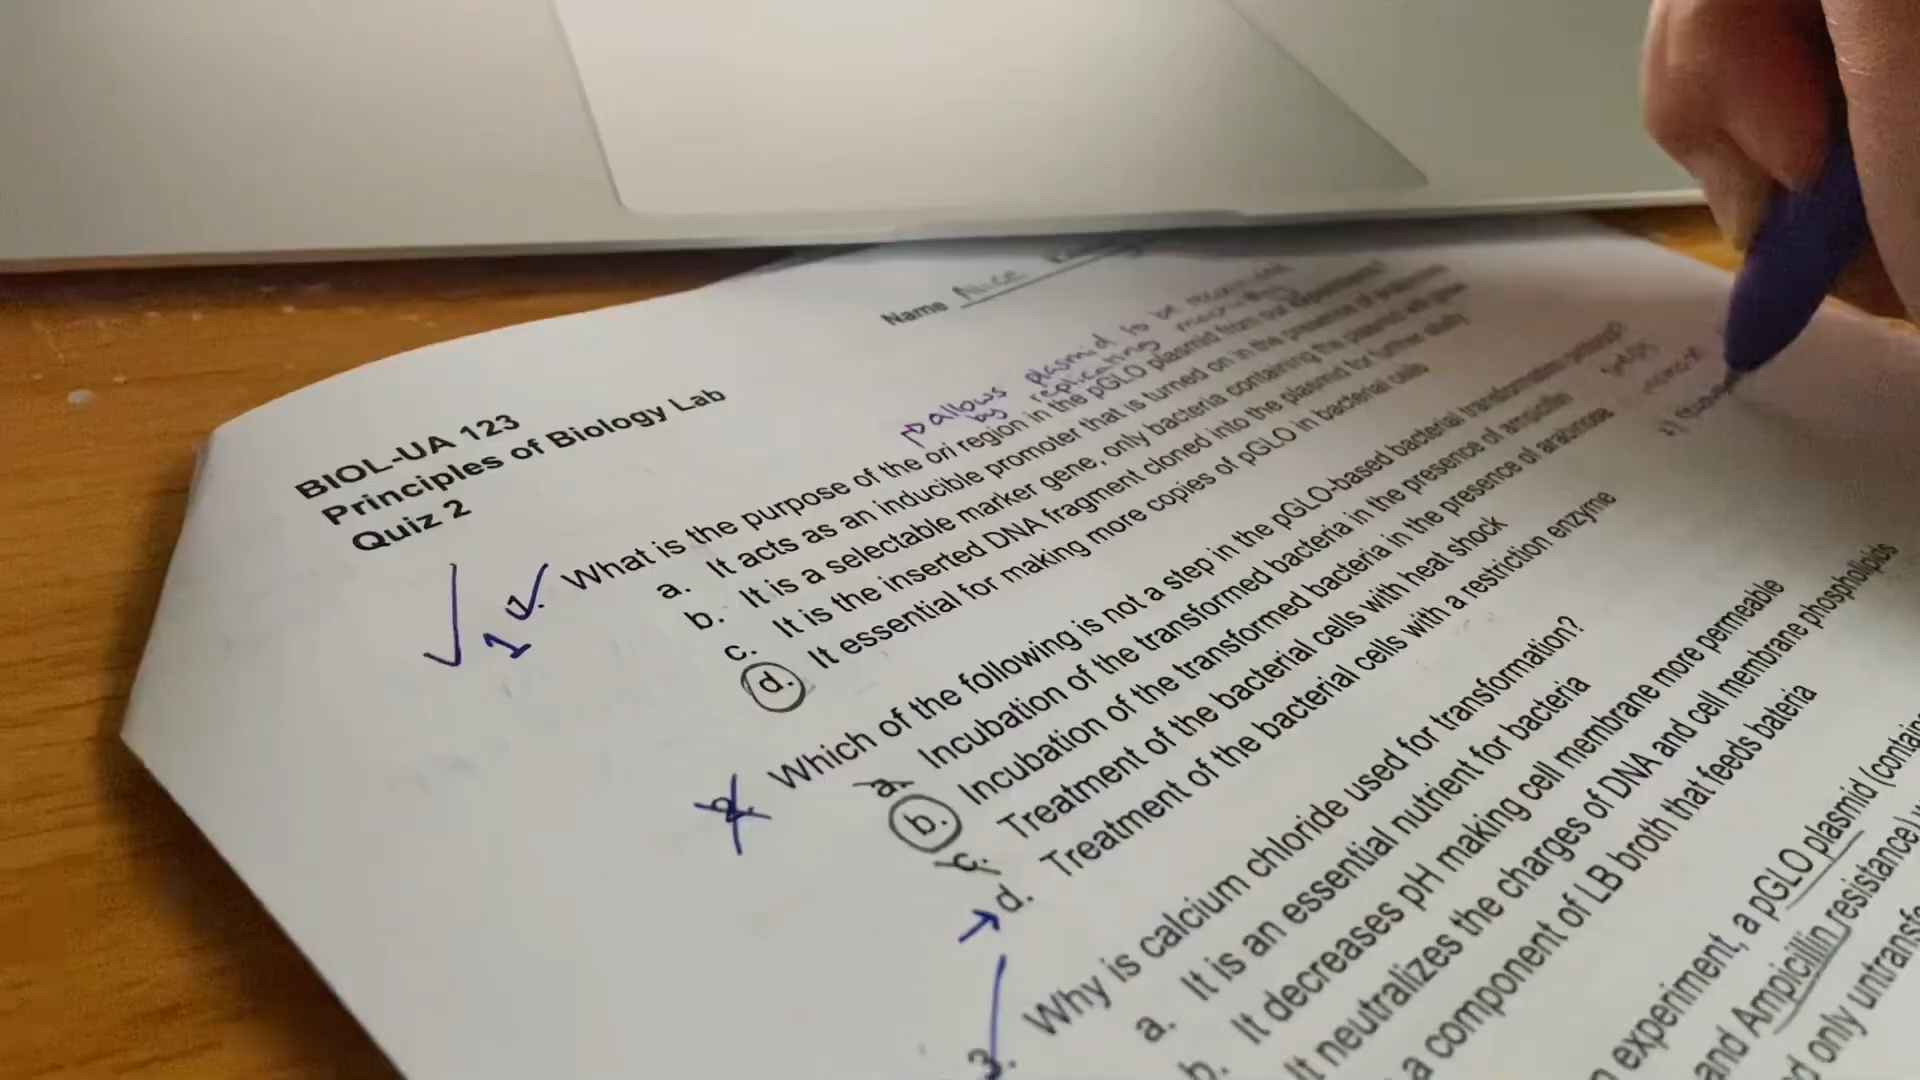 Name Alice
BIOL-UA 123
Principles of Biology Lab
Quiz 2
allows plasmid to be
by replicating
1
1. What is the purpose of the ori region in the pGLO plasmid from our experiments?
a. It acts as an inducible promoter that is turned on in the presence of
b. It is a selectable marker gene, only bacteria containing the plasmid will grow
c. It is the inserted DNA fragment cloned into the plasmid for further study
d. It essential for making more copies of pGLO in bacterial cells
2. Which of the following is not a step in the pGLO-based bacterial transformation protocol?
a. Incubation of the transformed bacteria in the presence of ampicillin
b. Incubation of the transformed bacteria in the presence of arabinose
c. Treatment of the bacterial cells with heat shock
d. Treatment of the bacterial cells with a restriction enzyme
3. Why is calcium chloride used for transformation?
a. It is an essential nutrient for bacteria
b. It decreases pH making cell membrane more permeable
It neutralizes the charges of DNA and cell membrane phospholipids
a component of LB broth that feeds bateria
experiment, a pGLO plasmid (contain
and Ampicillin resistance)
only untransf